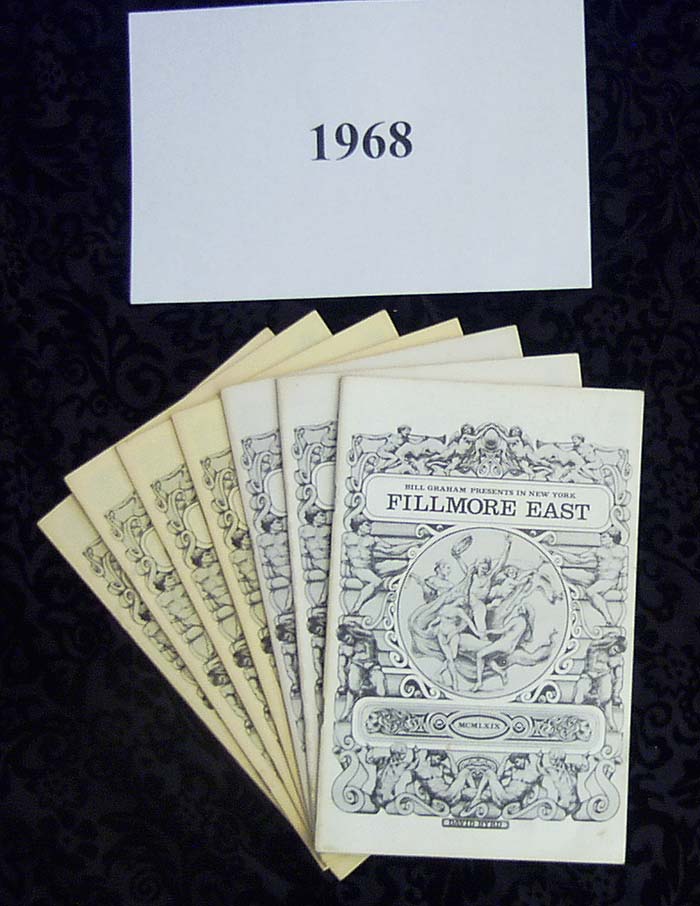 1968
BILL GRAHAM PRESENTS IN NEW YORK
FILLMORE EAST
MCMLXIX
DAVID BYRD